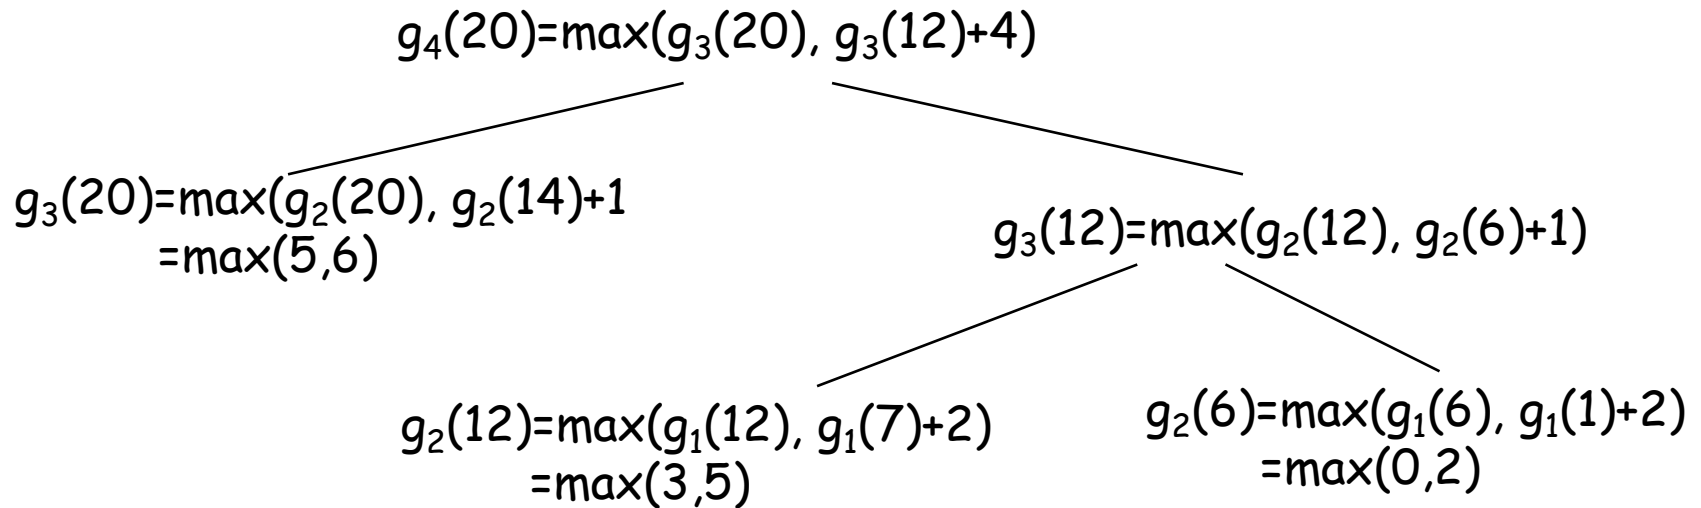 g₄(20)=max(g₃(20), g₃(12)+4)
g₃(20)=max(g₂(20), g₂(14)+1
=max(5,6)
g₃(12)=max(g₂(12), g₂(6)+1)
g₂(12)=max(g₁(12), g₁(7)+2)
=max(3,5)
g₂(6)=max(g₁(6), g₁(1)+2)
=max(0,2)